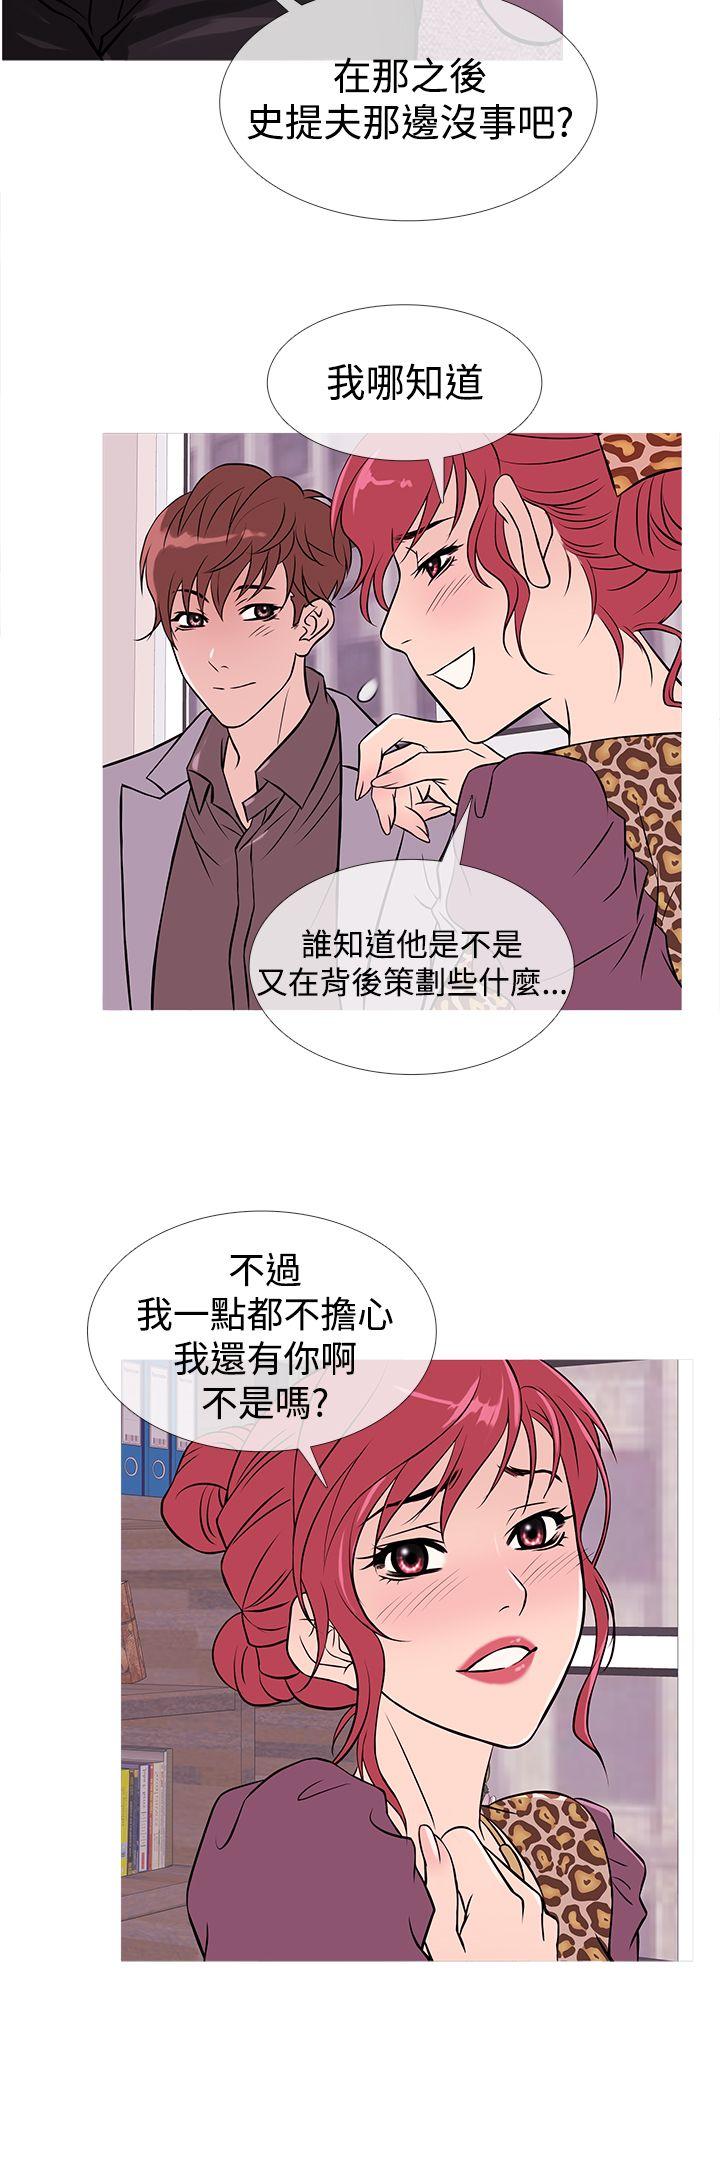 在那之後
史提夫那邊沒事吧?
我哪知道
誰知道他是不是
又在背後策劃些什麼...
不過
我一點都不擔心
我還有你啊
不是嗎?